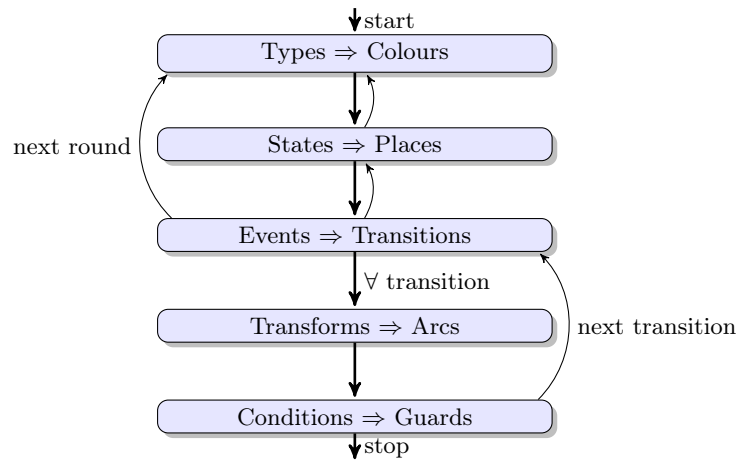 start
Types ⇒ Colours
next round
States ⇒ Places
Events ⇒ Transitions
∀ transition
Transforms ⇒ Arcs
next transition
Conditions ⇒ Guards
stop